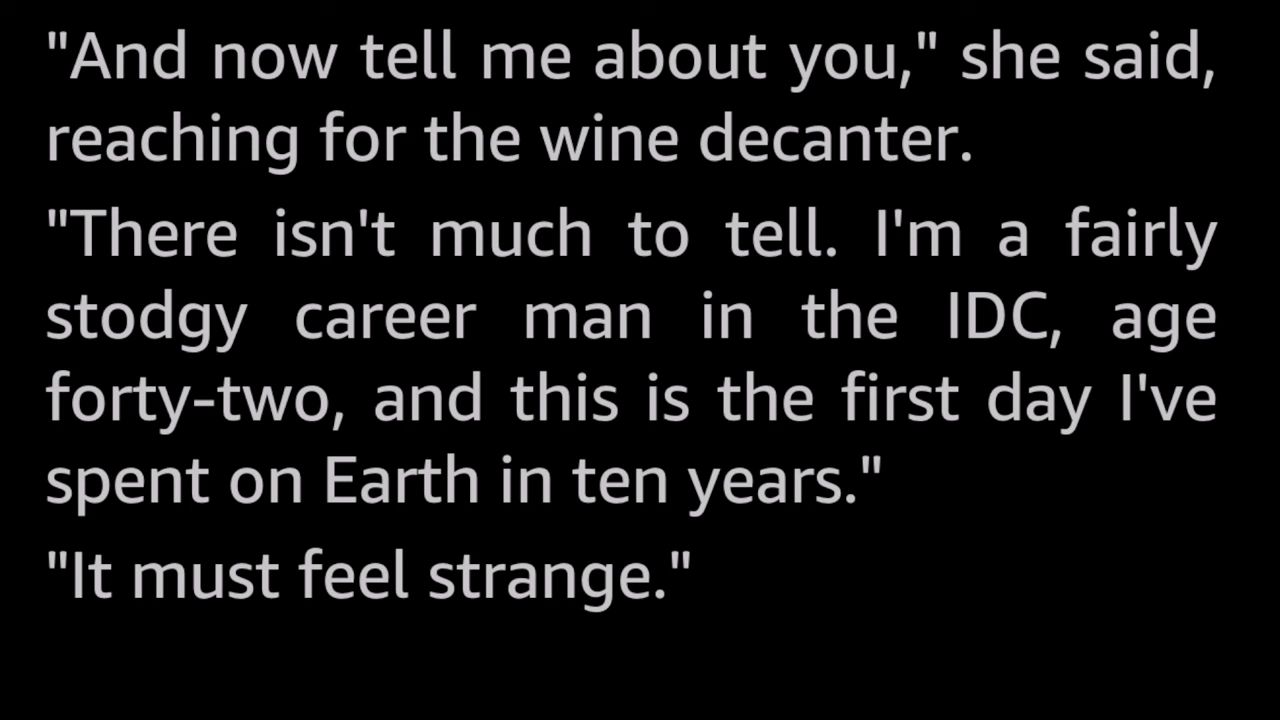 "And now tell me about you," she said,
reaching for the wine decanter.
"There isn't much to tell. I'm a fairly
stodgy career man in the IDC, age
forty-two, and this is the first day I've
spent on Earth in ten years."
"It must feel strange."